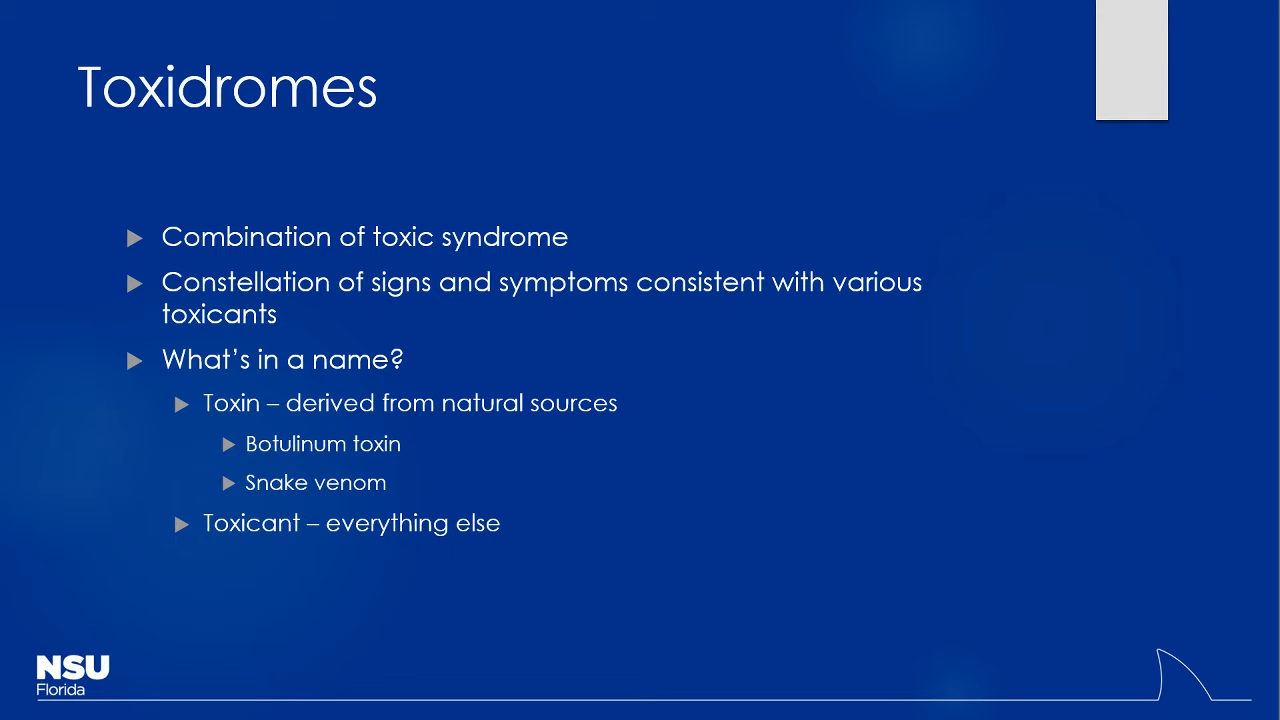 Toxidromes
Combination of toxic syndrome
Constellation of signs and symptoms consistent with various
toxicants
What's in a name?
Toxin – derived from natural sources
Botulinum toxin
Snake venom
Toxicant – everything else
NSU
Florida